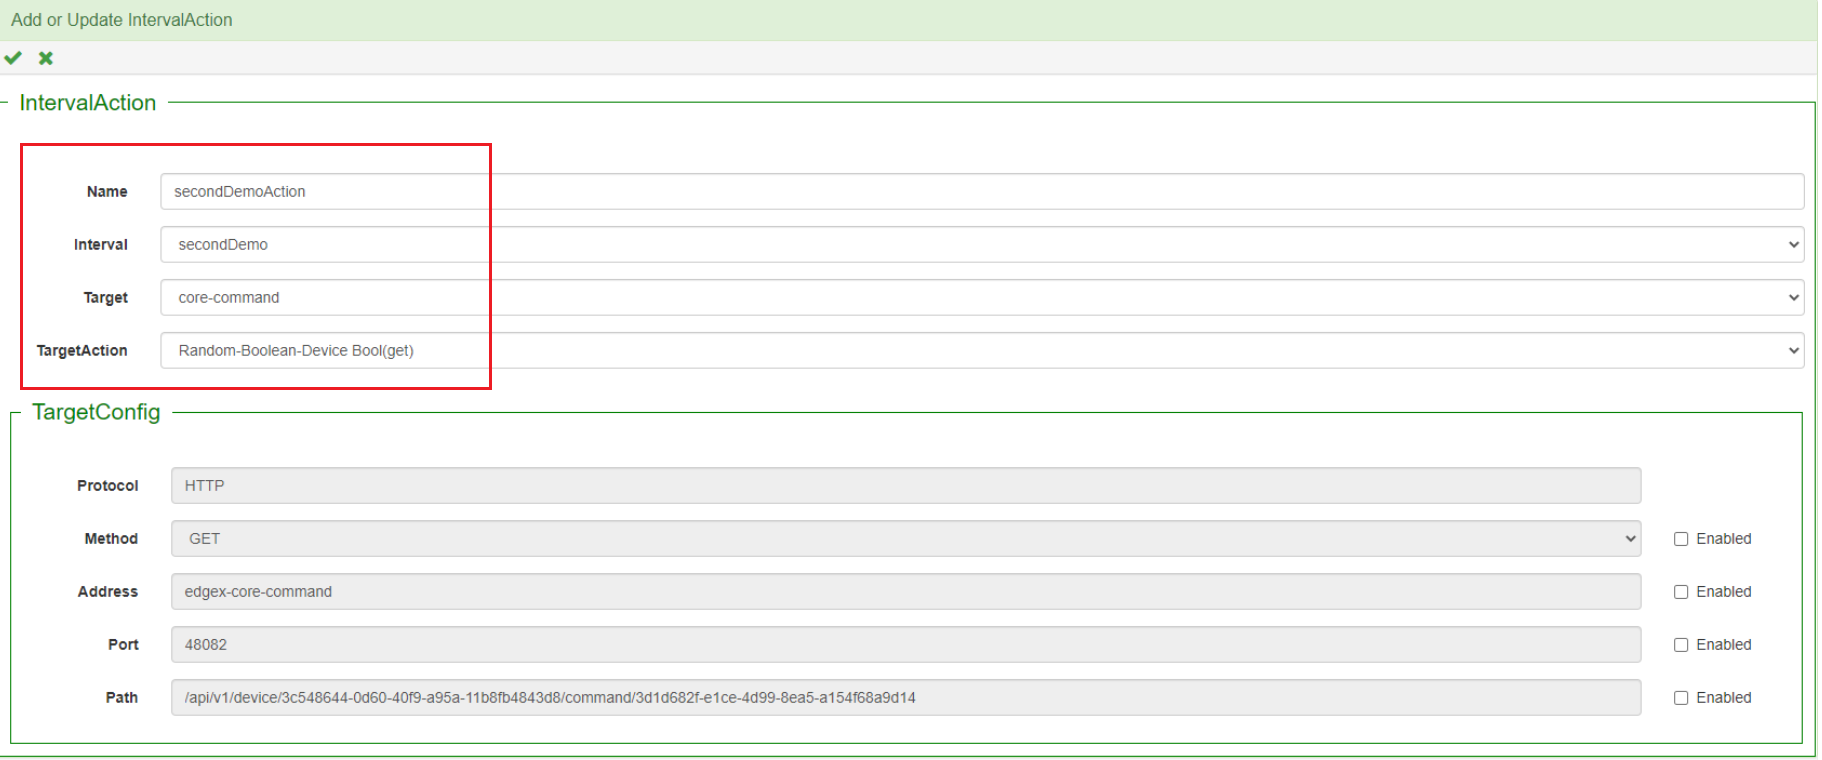 Add or Update IntervalAction
IntervalAction
Name secondDemoAction
Interval secondDemo
Target core-command
TargetAction Random-Boolean-Device Bool(get)
TargetConfig
Protocol HTTP
Method GET Enabled
Address edgex-core-command Enabled
Port 48082 Enabled
Path /api/v1/device/3c548644-0d60-40f9-a95a-11b8fb4843d8/command/3d1d682f-e1ce-4d99-8ea5-a154f68a9d14 Enabled